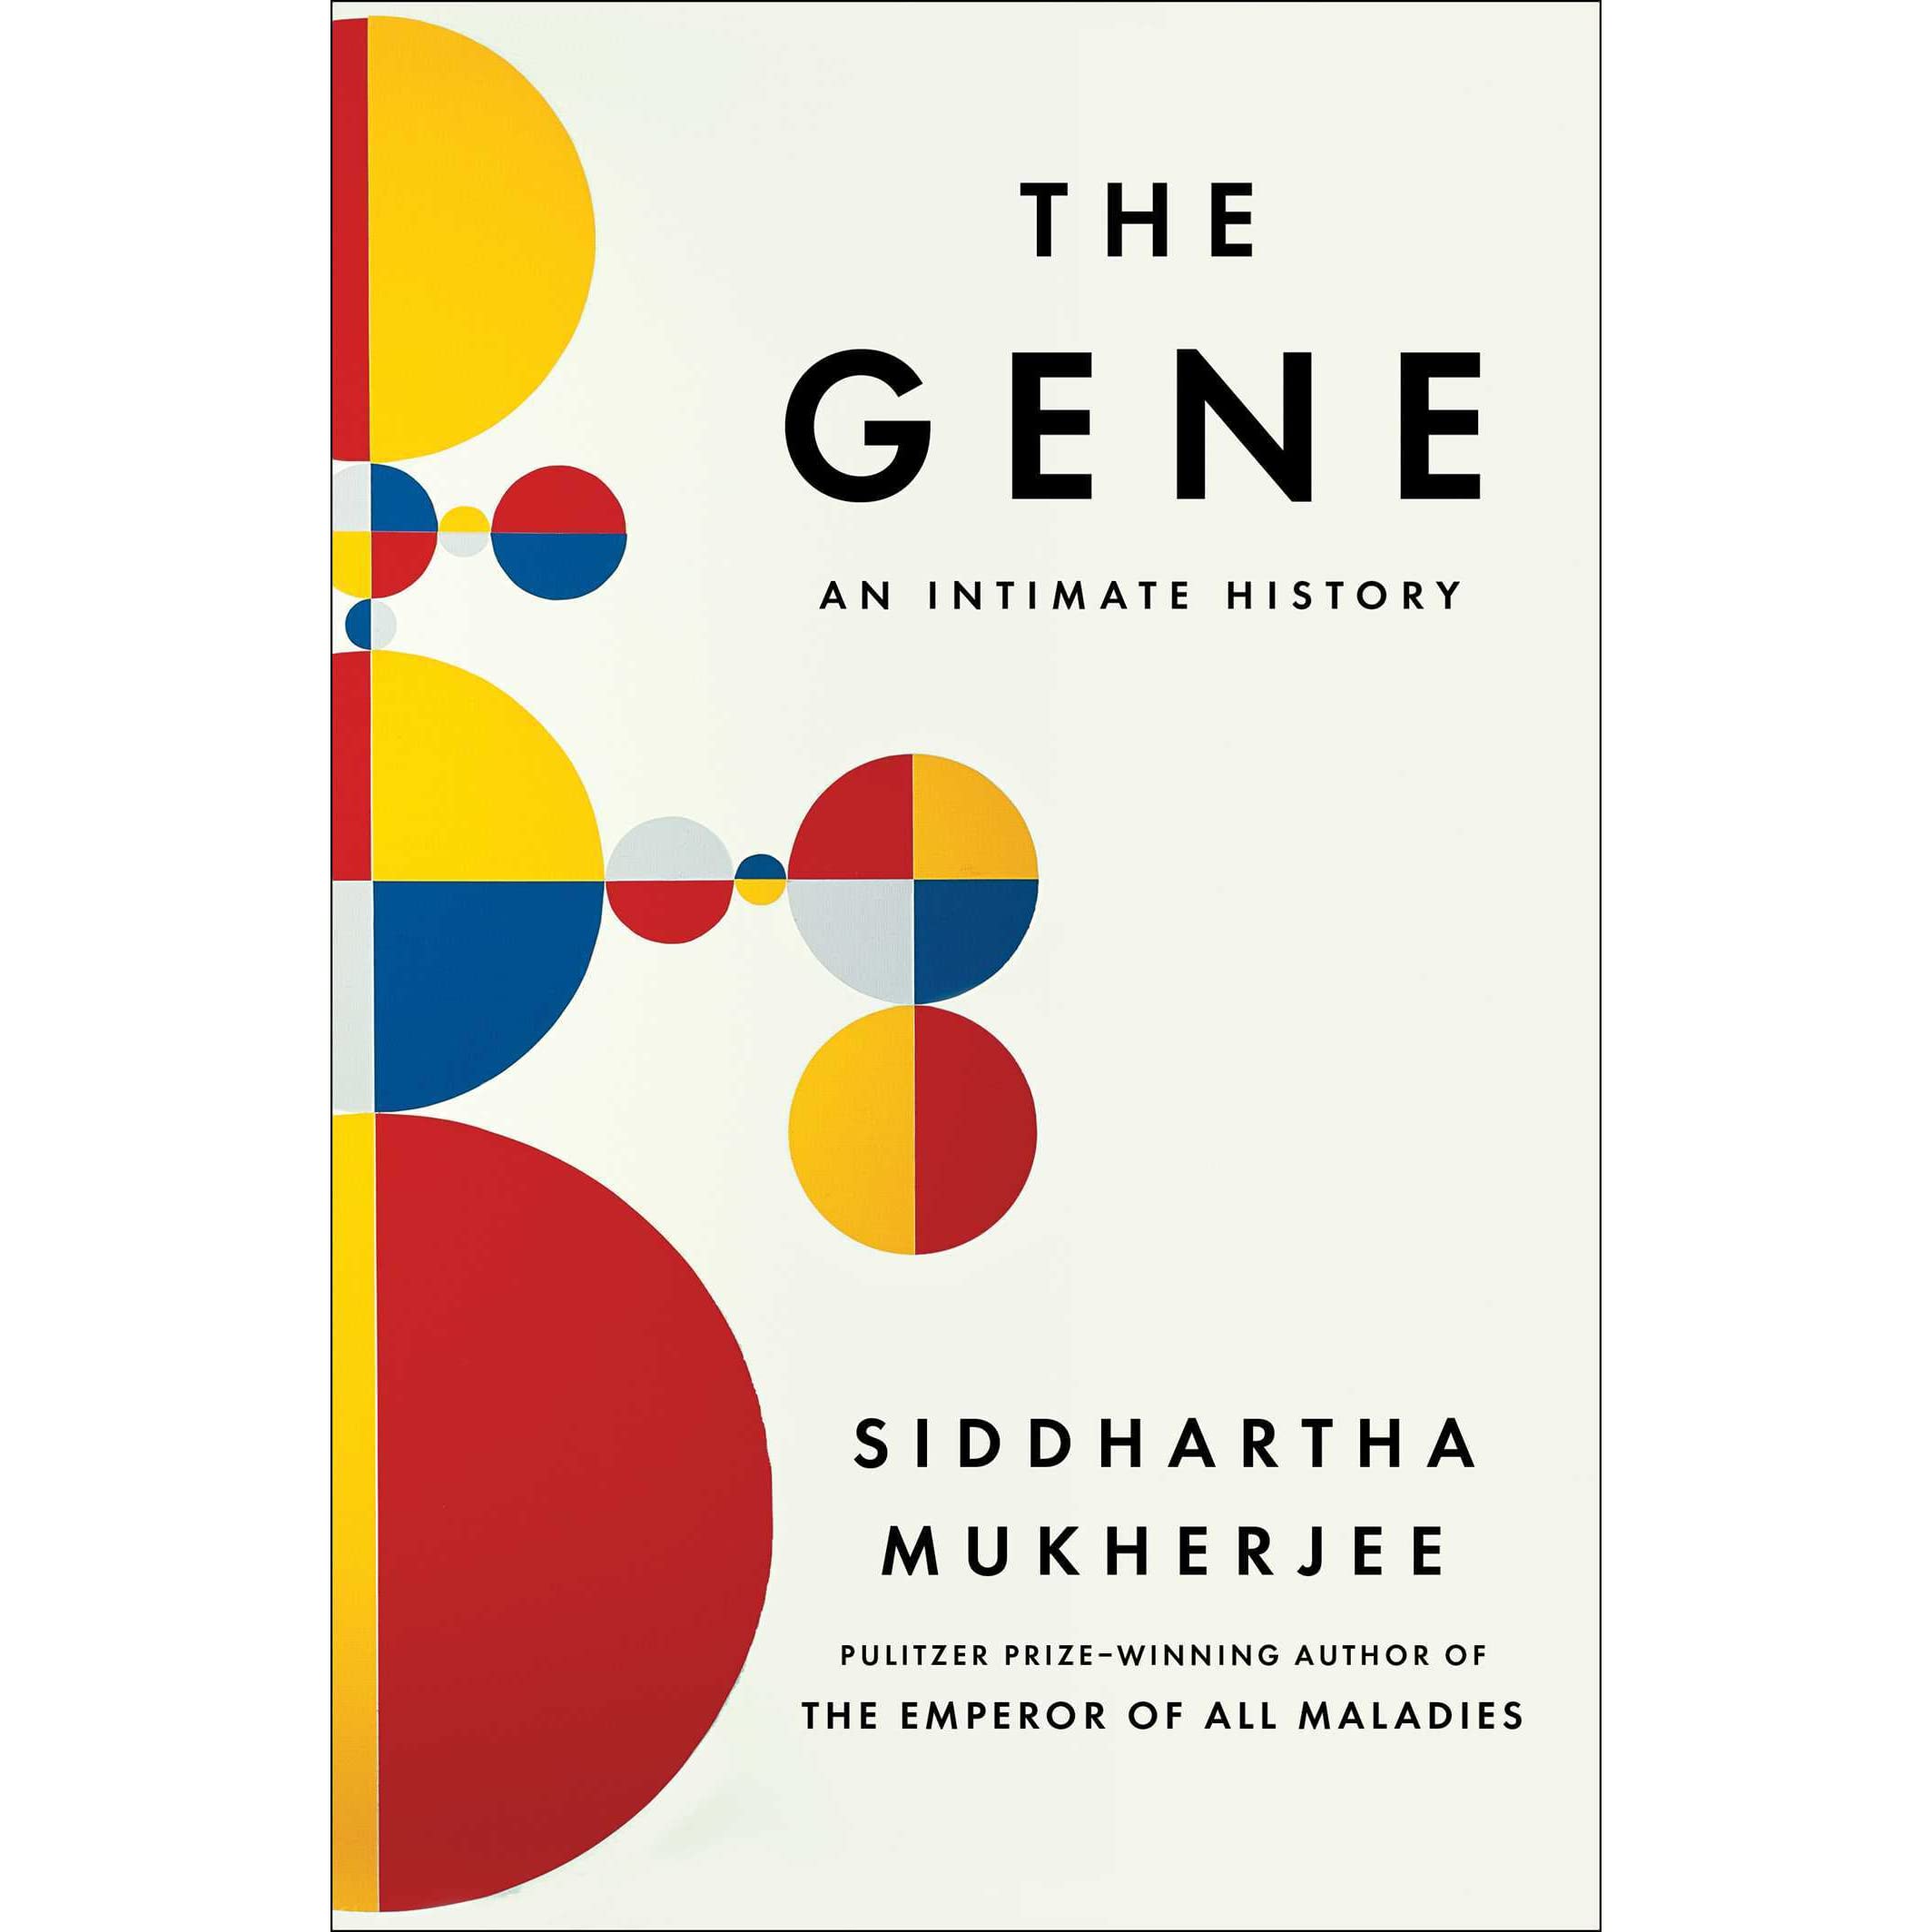 THE
GENE
AN INTIMATE HISTORY
SIDDHARTHA
MUKHERJEE
PULITZER PRIZE–WINNING AUTHOR OF
THE EMPEROR OF ALL MALADIES